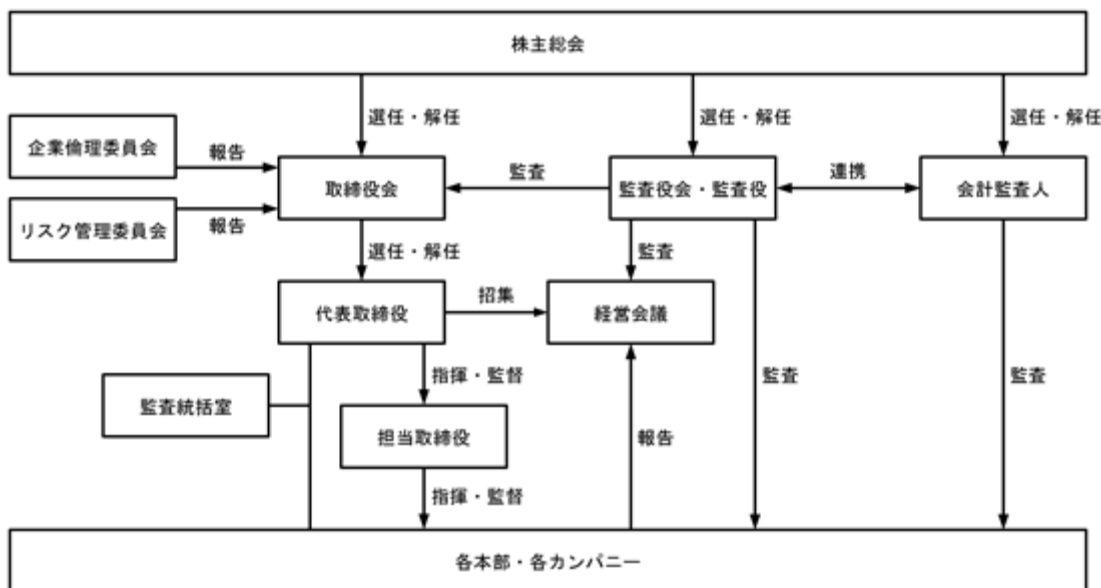 株主総会
選任・解任
選任・解任
選任・解任
企業倫理委員会
報告
取締役会
監査
監査役会・監査役
連携
会計監査人
リスク管理委員会
報告
選任・解任
監査
代表取締役
招集
経営会議
指揮・監督
監査
監査
監査統括室
担当取締役
報告
指揮・監督
各本部・各カンパニー